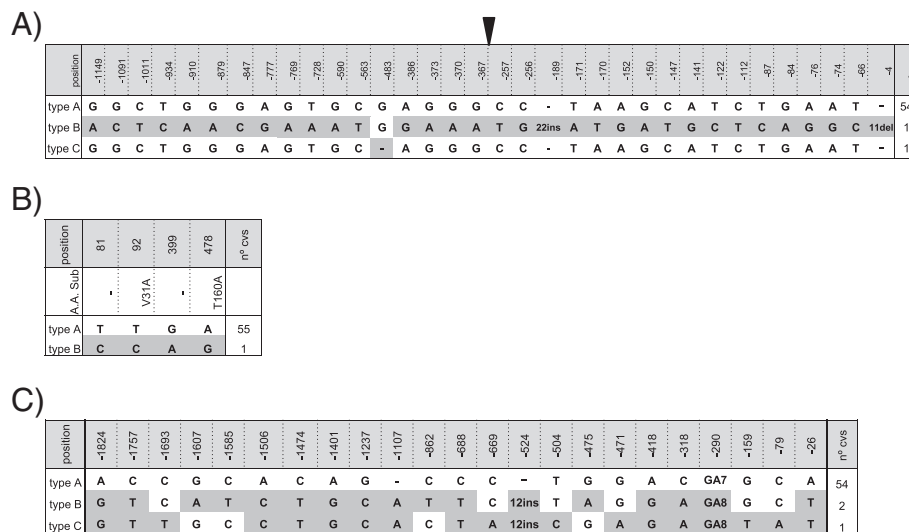 A)
position -1149 -1091 -1011 -934 -910 -879 -847 -777 -769 -728 -590 -563 -483 -386 -373 -370 -367 -257 -256 -189 -171 -170 -152 -150 -147 -141 -122 -112 -87 -84 -76 -74 -66 -4
type A G G C T G G G A G T G C G A G G G C C - T A A G C A T C T G A A T - 54
type B A C T C A A C G A A A T G G A A A T G 22ins A T G A T G C T C A G G C 11del 1
type C G G C T G G G A G T G C - A G G G C C - T A A G C A T C T G A A T - 1
B)
position 81 92 399 478 nº cvs
A.A. Sub - V31A - T160A
type A T T G A 55
type B C C A G 1
C)
position -1824 -1757 -1693 -1607 -1585 -1506 -1474 -1401 -1237 -1107 -862 -688 -669 -524 -504 -475 -471 -418 -318 -290 -159 -79 -26 nº cvs
type A A C C G C A C A G - C C C - T G G A C GA7 G C A 54
type B G T C A T C T G C A T T C 12ins T A G G A GA8 G C T 2
type C G T T G C C T G C A C T A 12ins C G A G A GA8 T A T 1